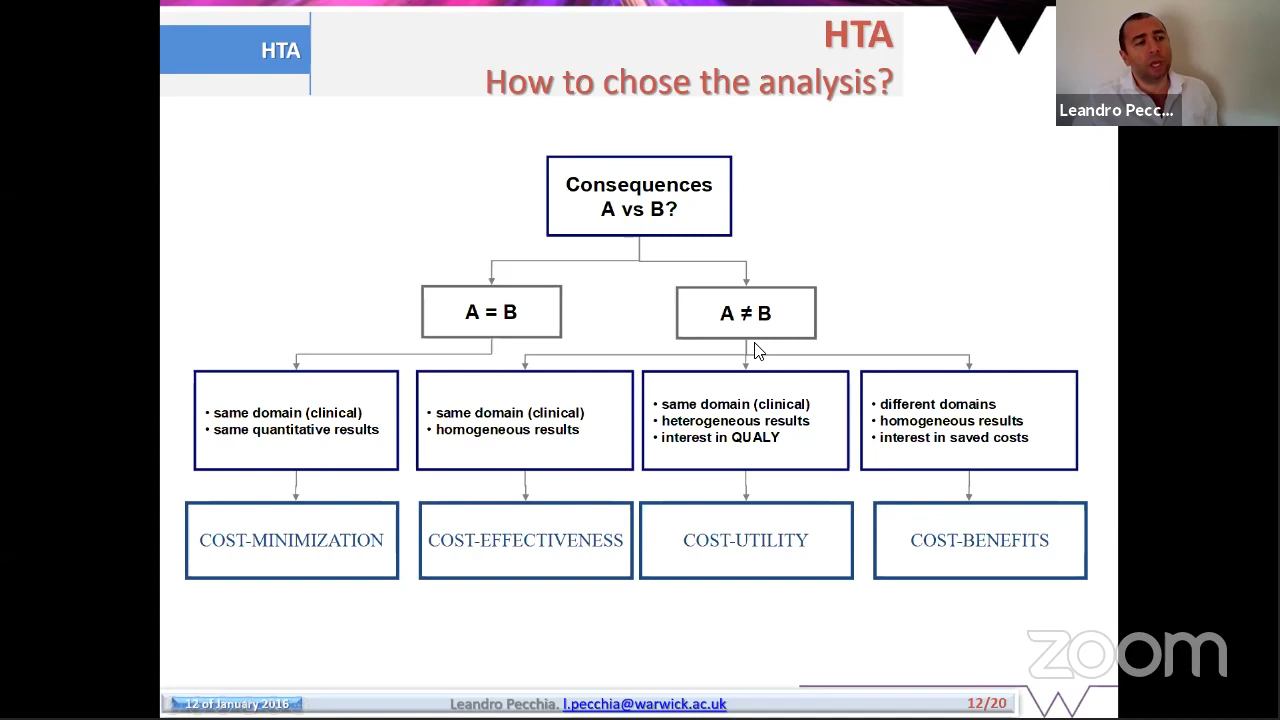 HTA
HTA
How to chose the analysis?
Leandro Pecc...
Consequences
A vs B?
A = B
A ≠ B
• same domain (clinical)
• same quantitative results
• same domain (clinical)
• homogeneous results
• same domain (clinical)
• heterogeneous results
• interest in QUALY
• different domains
• homogeneous results
• interest in saved costs
COST-MINIMIZATION
COST-EFFECTIVENESS
COST-UTILITY
COST-BENEFITS
zoom
12 of January 2016
Leandro Pecchia. l.pecchia@warwick.ac.uk
12/20